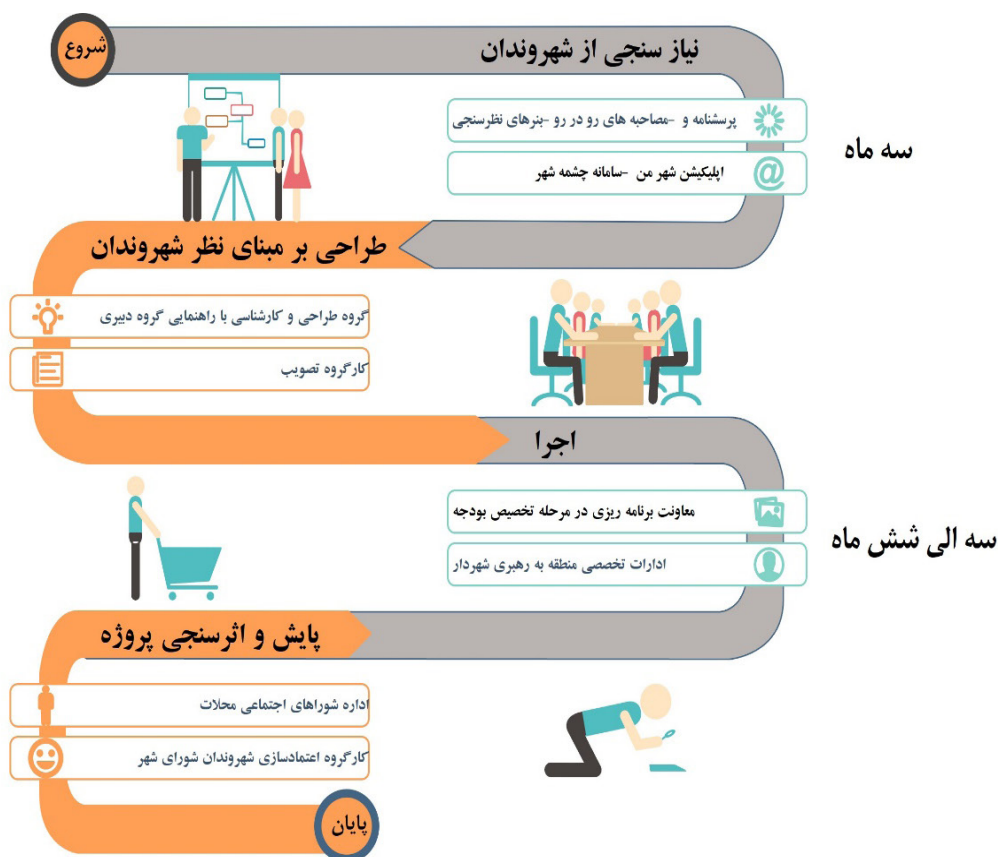 شروع
نیاز سنجی از شهروندان
پرسشنامه و -مصاحبه های رو در رو -بنرهای نظرسنجی
@ اپلیکیشن شهر من -سامانه چشمه شهر
سه ماه
طراحی بر مبنای نظر شهروندان
گروه طراحی و کارشناسی با راهنمایی گروه دبیری
کارگروه تصویب
اجرا
معاونت برنامه ریزی در مرحله تخصیص بودجه
ادارات تخصصی منطقه به رهبری شهردار
سه الی شش ماه
پایش و اثرسنجی پروژه
اداره شوراهای اجتماعی محلات
کارگروه اعتمادسازی شهروندان شورای شهر
پایان